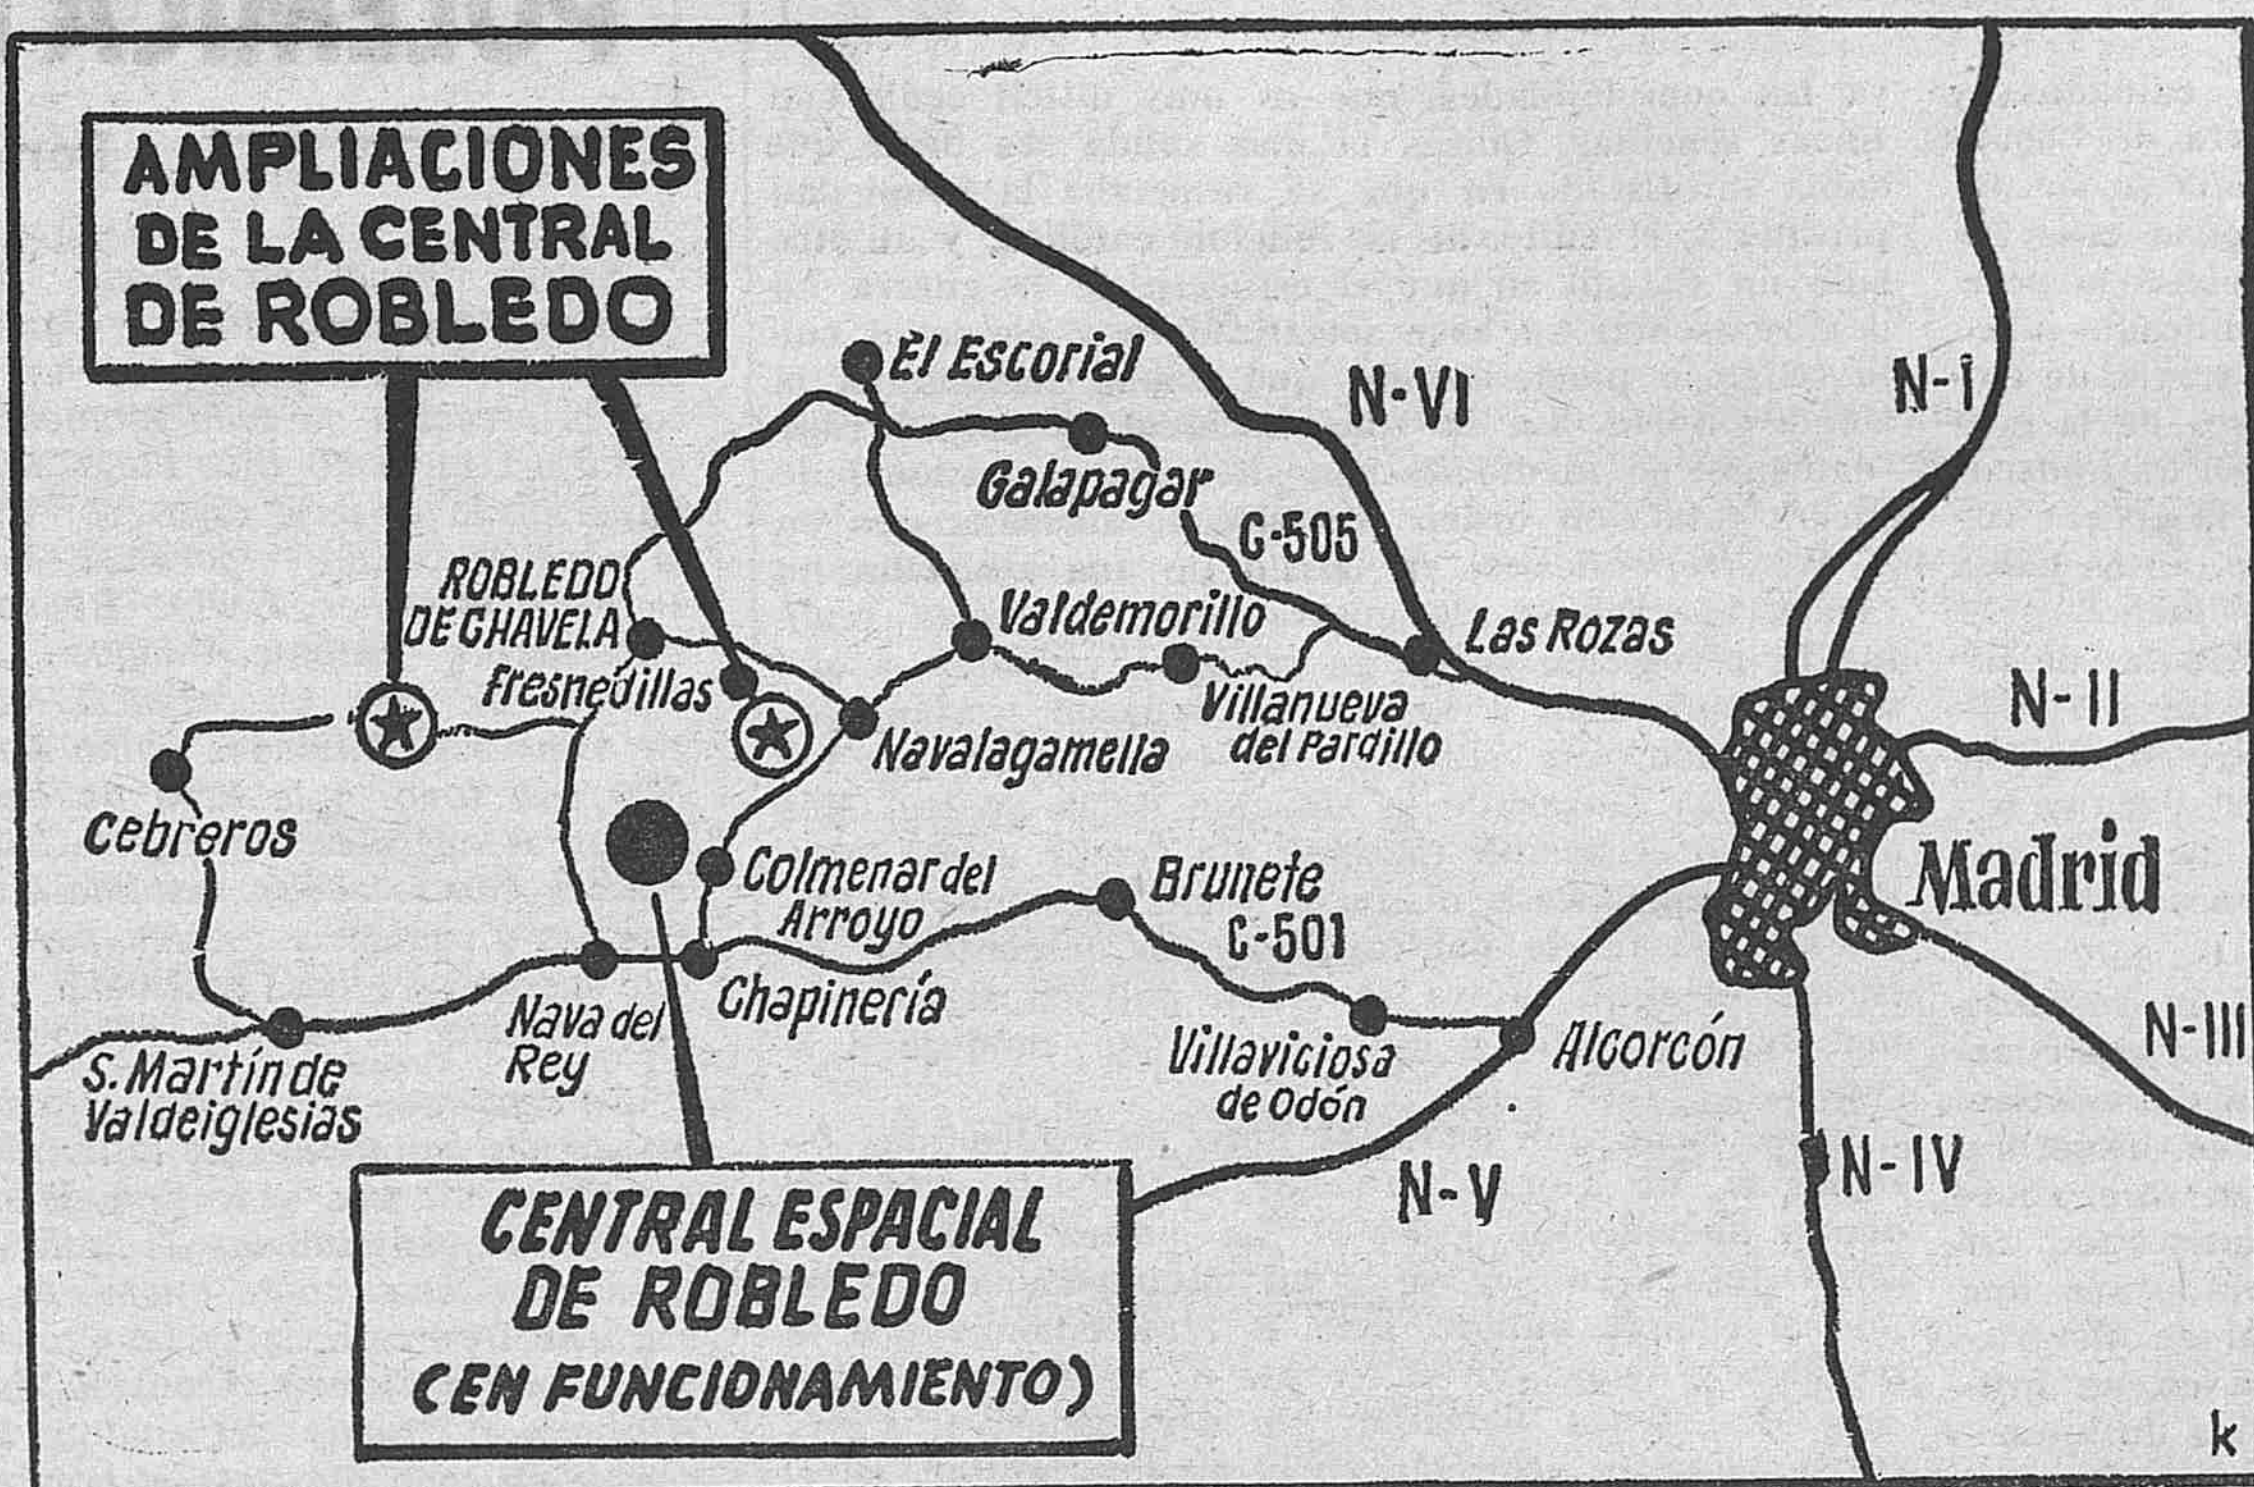 AMPLIACIONES
DE LA CENTRAL
DE ROBLEDO
El Escorial
N-VI
N-I
Galapagar
C-505
ROBLEDO
DE CHAVELA
Valdemorillo
Las Rozas
Fresnedillas
Villanueva
del Pardillo
N-II
Navalagamella
Cebreros
Colmenar del
Arroyo
Brunete
C-501
Madrid
Nava del
Rey
Chapinería
Villaviciosa
de Odón
Alcorcón
N-III
S. Martín de
Valdeiglesias
N-V
N-IV
CENTRAL ESPACIAL
DE ROBLEDO
(EN FUNCIONAMIENTO)
k